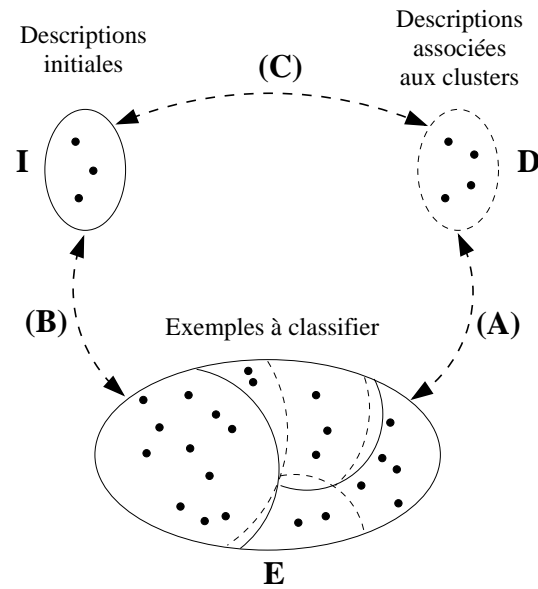 Descriptions
initiales
Descriptions
associées
aux clusters
(C)
I
D
(B)
Exemples à classifier
(A)
E